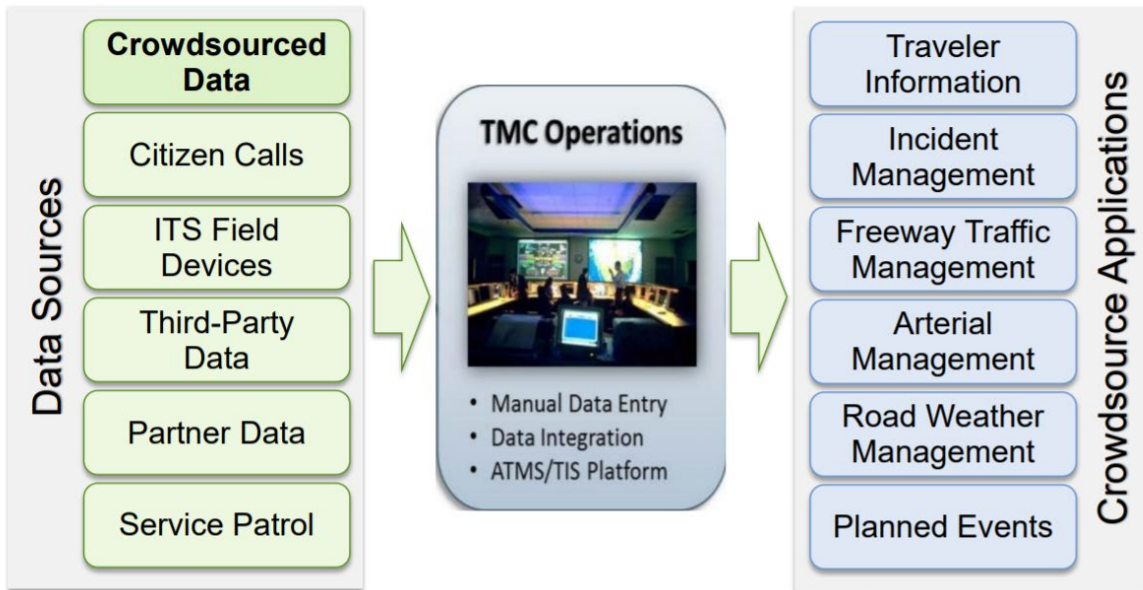 Data Sources
Crowdsourced
Data
Citizen Calls
ITS Field
Devices
Third-Party
Data
Partner Data
Service Patrol
TMC Operations
• Manual Data Entry
• Data Integration
• ATMS/TIS Platform
Traveler
Information
Incident
Management
Freeway Traffic
Management
Arterial
Management
Road Weather
Management
Planned Events
Crowdsource Applications